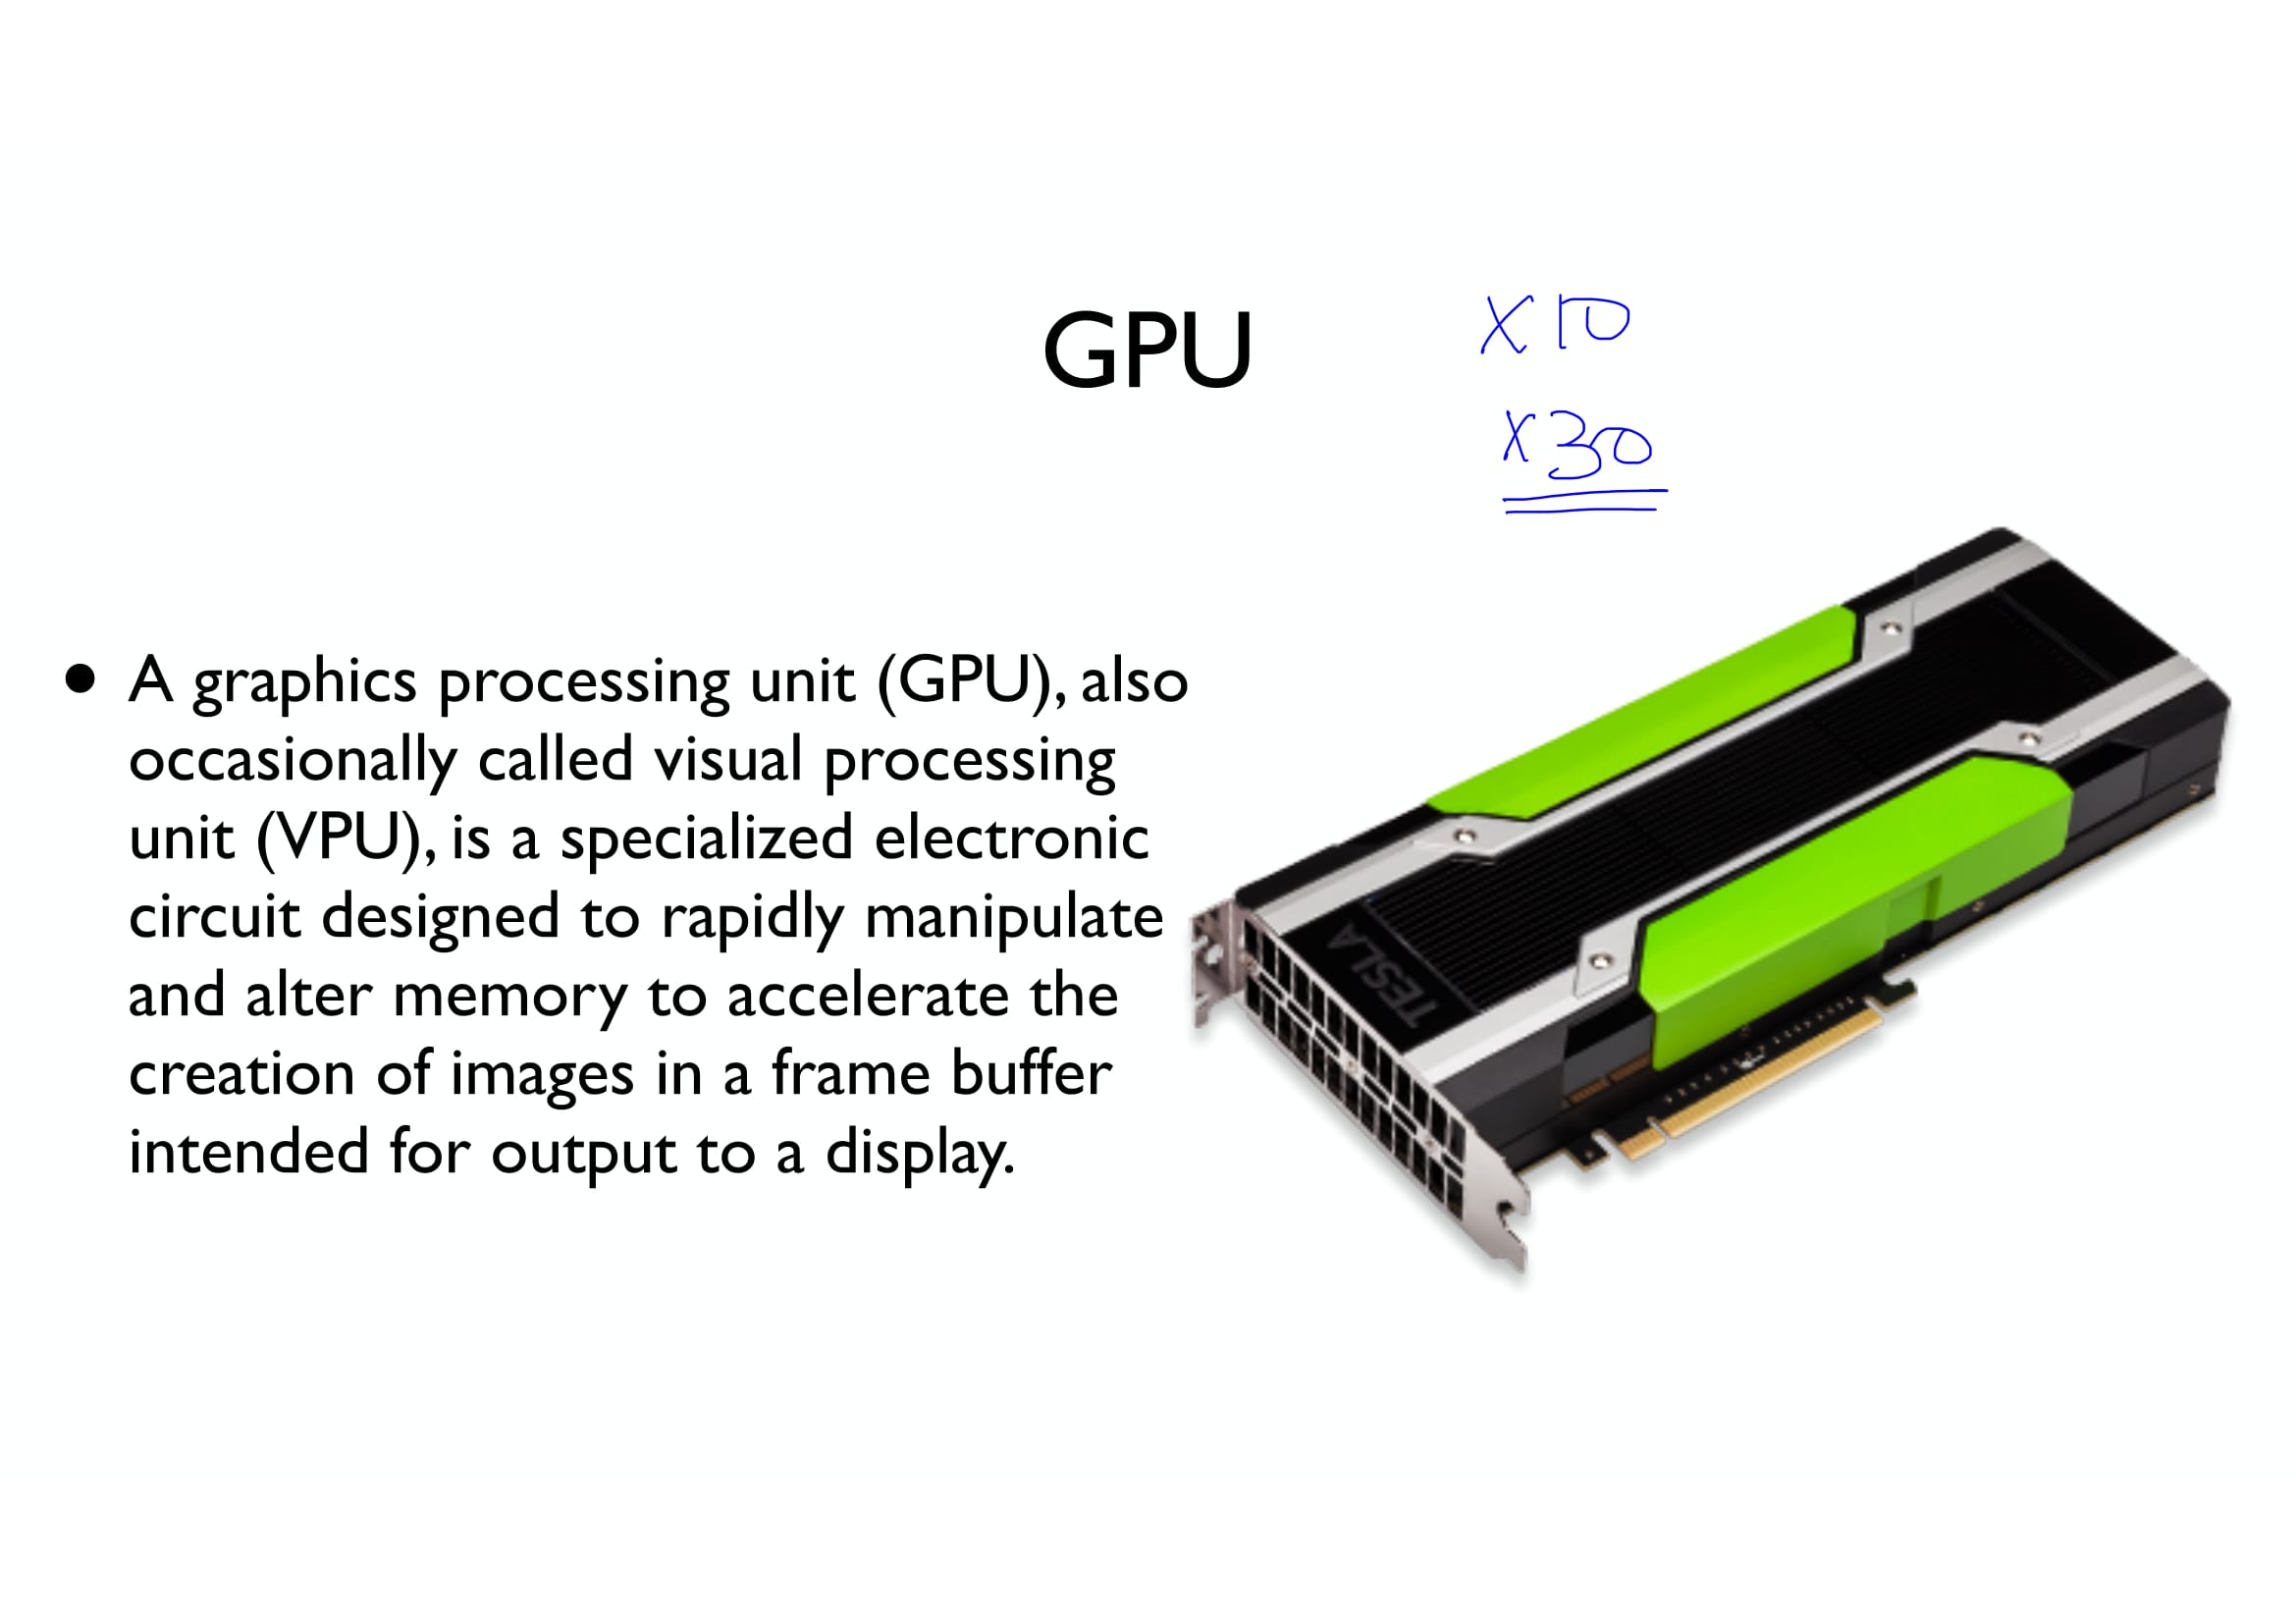 GPU
x10
x30
• A graphics processing unit (GPU), also
occasionally called visual processing
unit (VPU), is a specialized electronic
circuit designed to rapidly manipulate
and alter memory to accelerate the
creation of images in a frame buffer
intended for output to a display.
TESLA